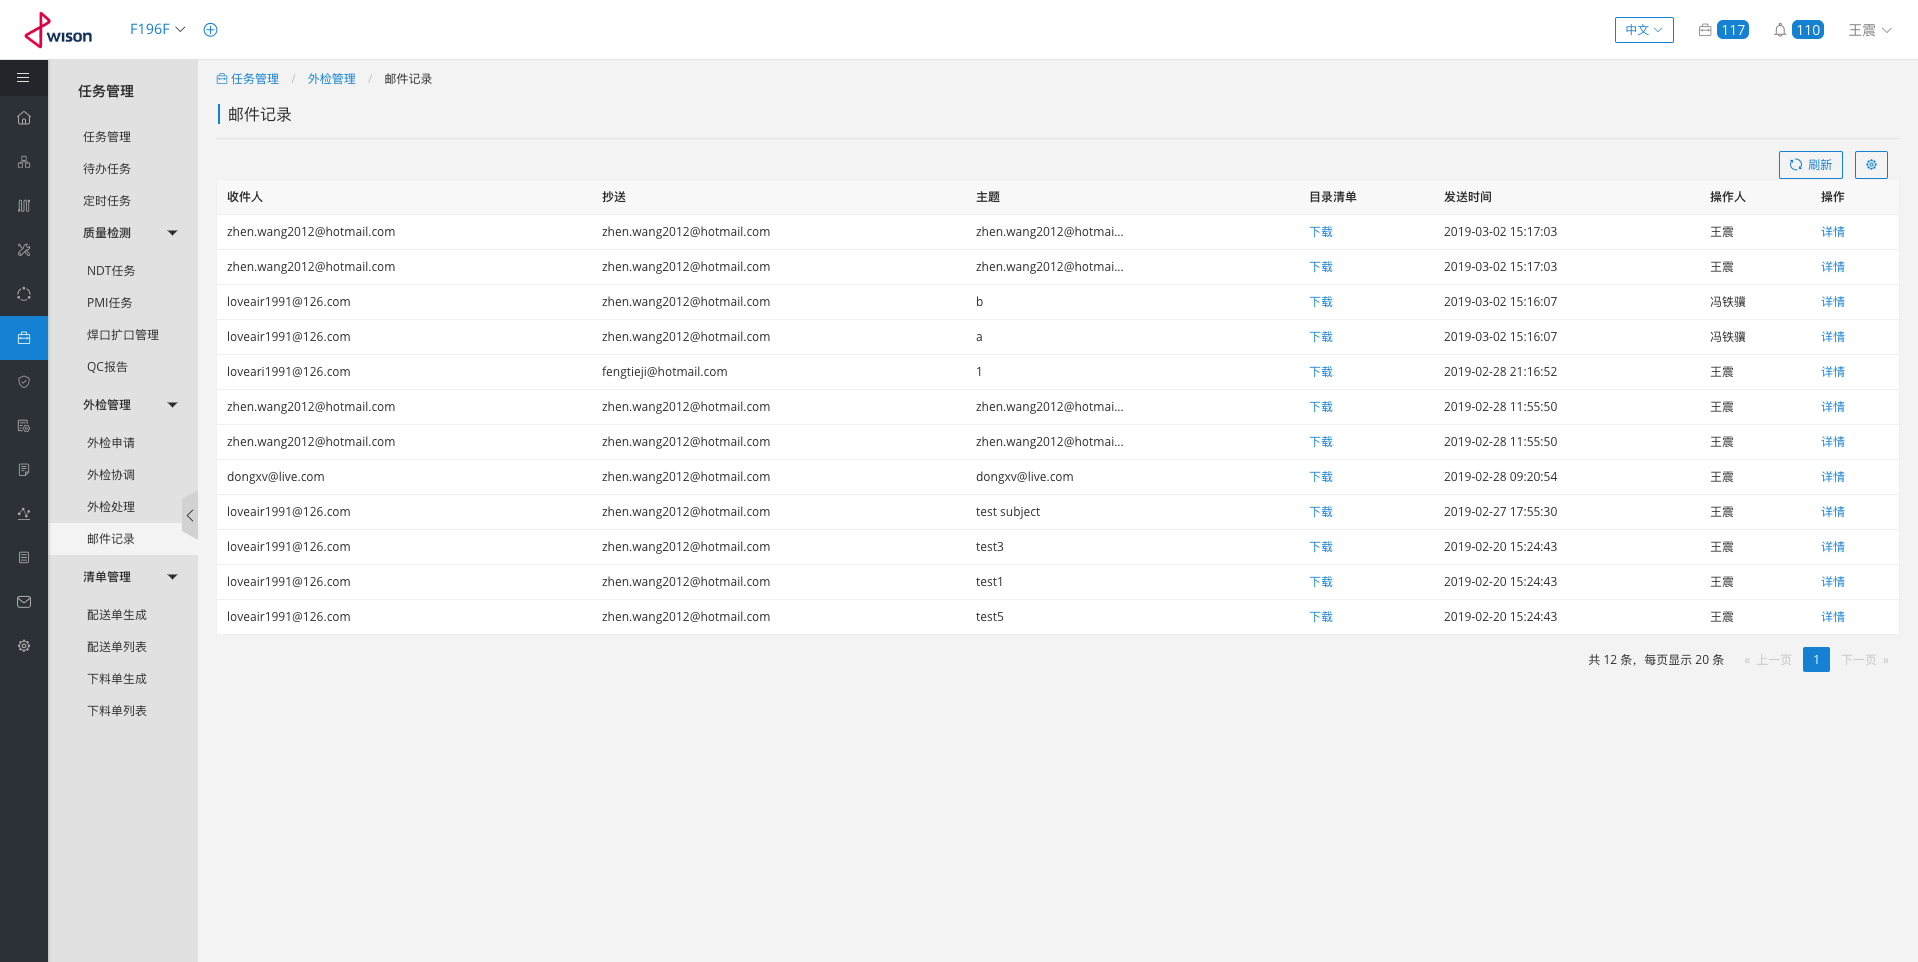 wison F196F 中文 117 110 王震
任务管理
任务管理
待办任务
定时任务
质量检测
NDT任务
PMI任务
焊口扩口管理
QC报告
外检管理
外检申请
外检协调
外检处理
邮件记录
清单管理
配送单生成
配送单列表
下料单生成
下料单列表
任务管理 / 外检管理 / 邮件记录
邮件记录
刷新
收件人 抄送 主题 目录清单 发送时间 操作人 操作
zhen.wang2012@hotmail.com zhen.wang2012@hotmail.com zhen.wang2012@hotmai... 下载 2019-03-02 15:17:03 王震 详情
zhen.wang2012@hotmail.com zhen.wang2012@hotmail.com zhen.wang2012@hotmai... 下载 2019-03-02 15:17:03 王震 详情
loveair1991@126.com zhen.wang2012@hotmail.com b 下载 2019-03-02 15:16:07 冯铁骥 详情
loveair1991@126.com zhen.wang2012@hotmail.com a 下载 2019-03-02 15:16:07 冯铁骥 详情
loveari1991@126.com fengtieji@hotmail.com 1 下载 2019-02-28 21:16:52 王震 详情
zhen.wang2012@hotmail.com zhen.wang2012@hotmail.com zhen.wang2012@hotmai... 下载 2019-02-28 11:55:50 王震 详情
zhen.wang2012@hotmail.com zhen.wang2012@hotmail.com zhen.wang2012@hotmai... 下载 2019-02-28 11:55:50 王震 详情
dongxv@live.com zhen.wang2012@hotmail.com dongxv@live.com 下载 2019-02-28 09:20:54 王震 详情
loveair1991@126.com zhen.wang2012@hotmail.com test subject 下载 2019-02-27 17:55:30 王震 详情
loveair1991@126.com zhen.wang2012@hotmail.com test3 下载 2019-02-20 15:24:43 王震 详情
loveair1991@126.com zhen.wang2012@hotmail.com test1 下载 2019-02-20 15:24:43 王震 详情
loveair1991@126.com zhen.wang2012@hotmail.com test5 下载 2019-02-20 15:24:43 王震 详情
共 12 条，每页显示 20 条 « 上一页 1 下一页 »